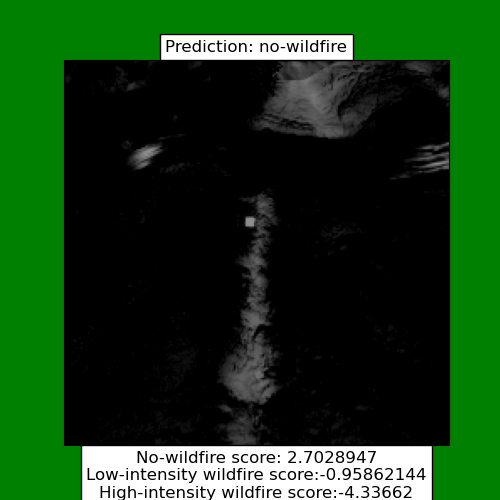 Prediction: no-wildfire
No-wildfire score: 2.7028947
Low-intensity wildfire score:-0.95862144
High-intensity wildfire score:-4.33662